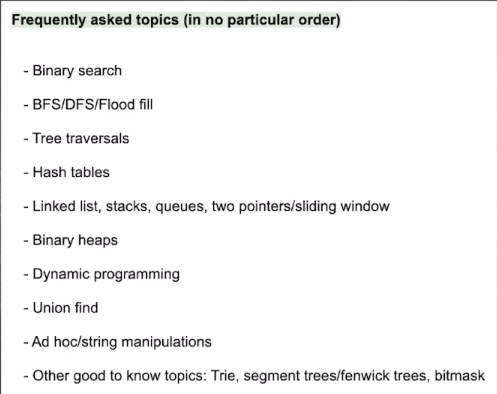 Frequently asked topics (in no particular order)
- Binary search
- BFS/DFS/Flood fill
- Tree traversals
- Hash tables
- Linked list, stacks, queues, two pointers/sliding window
- Binary heaps
- Dynamic programming
- Union find
- Ad hoc/string manipulations
- Other good to know topics: Trie, segment trees/fenwick trees, bitmask